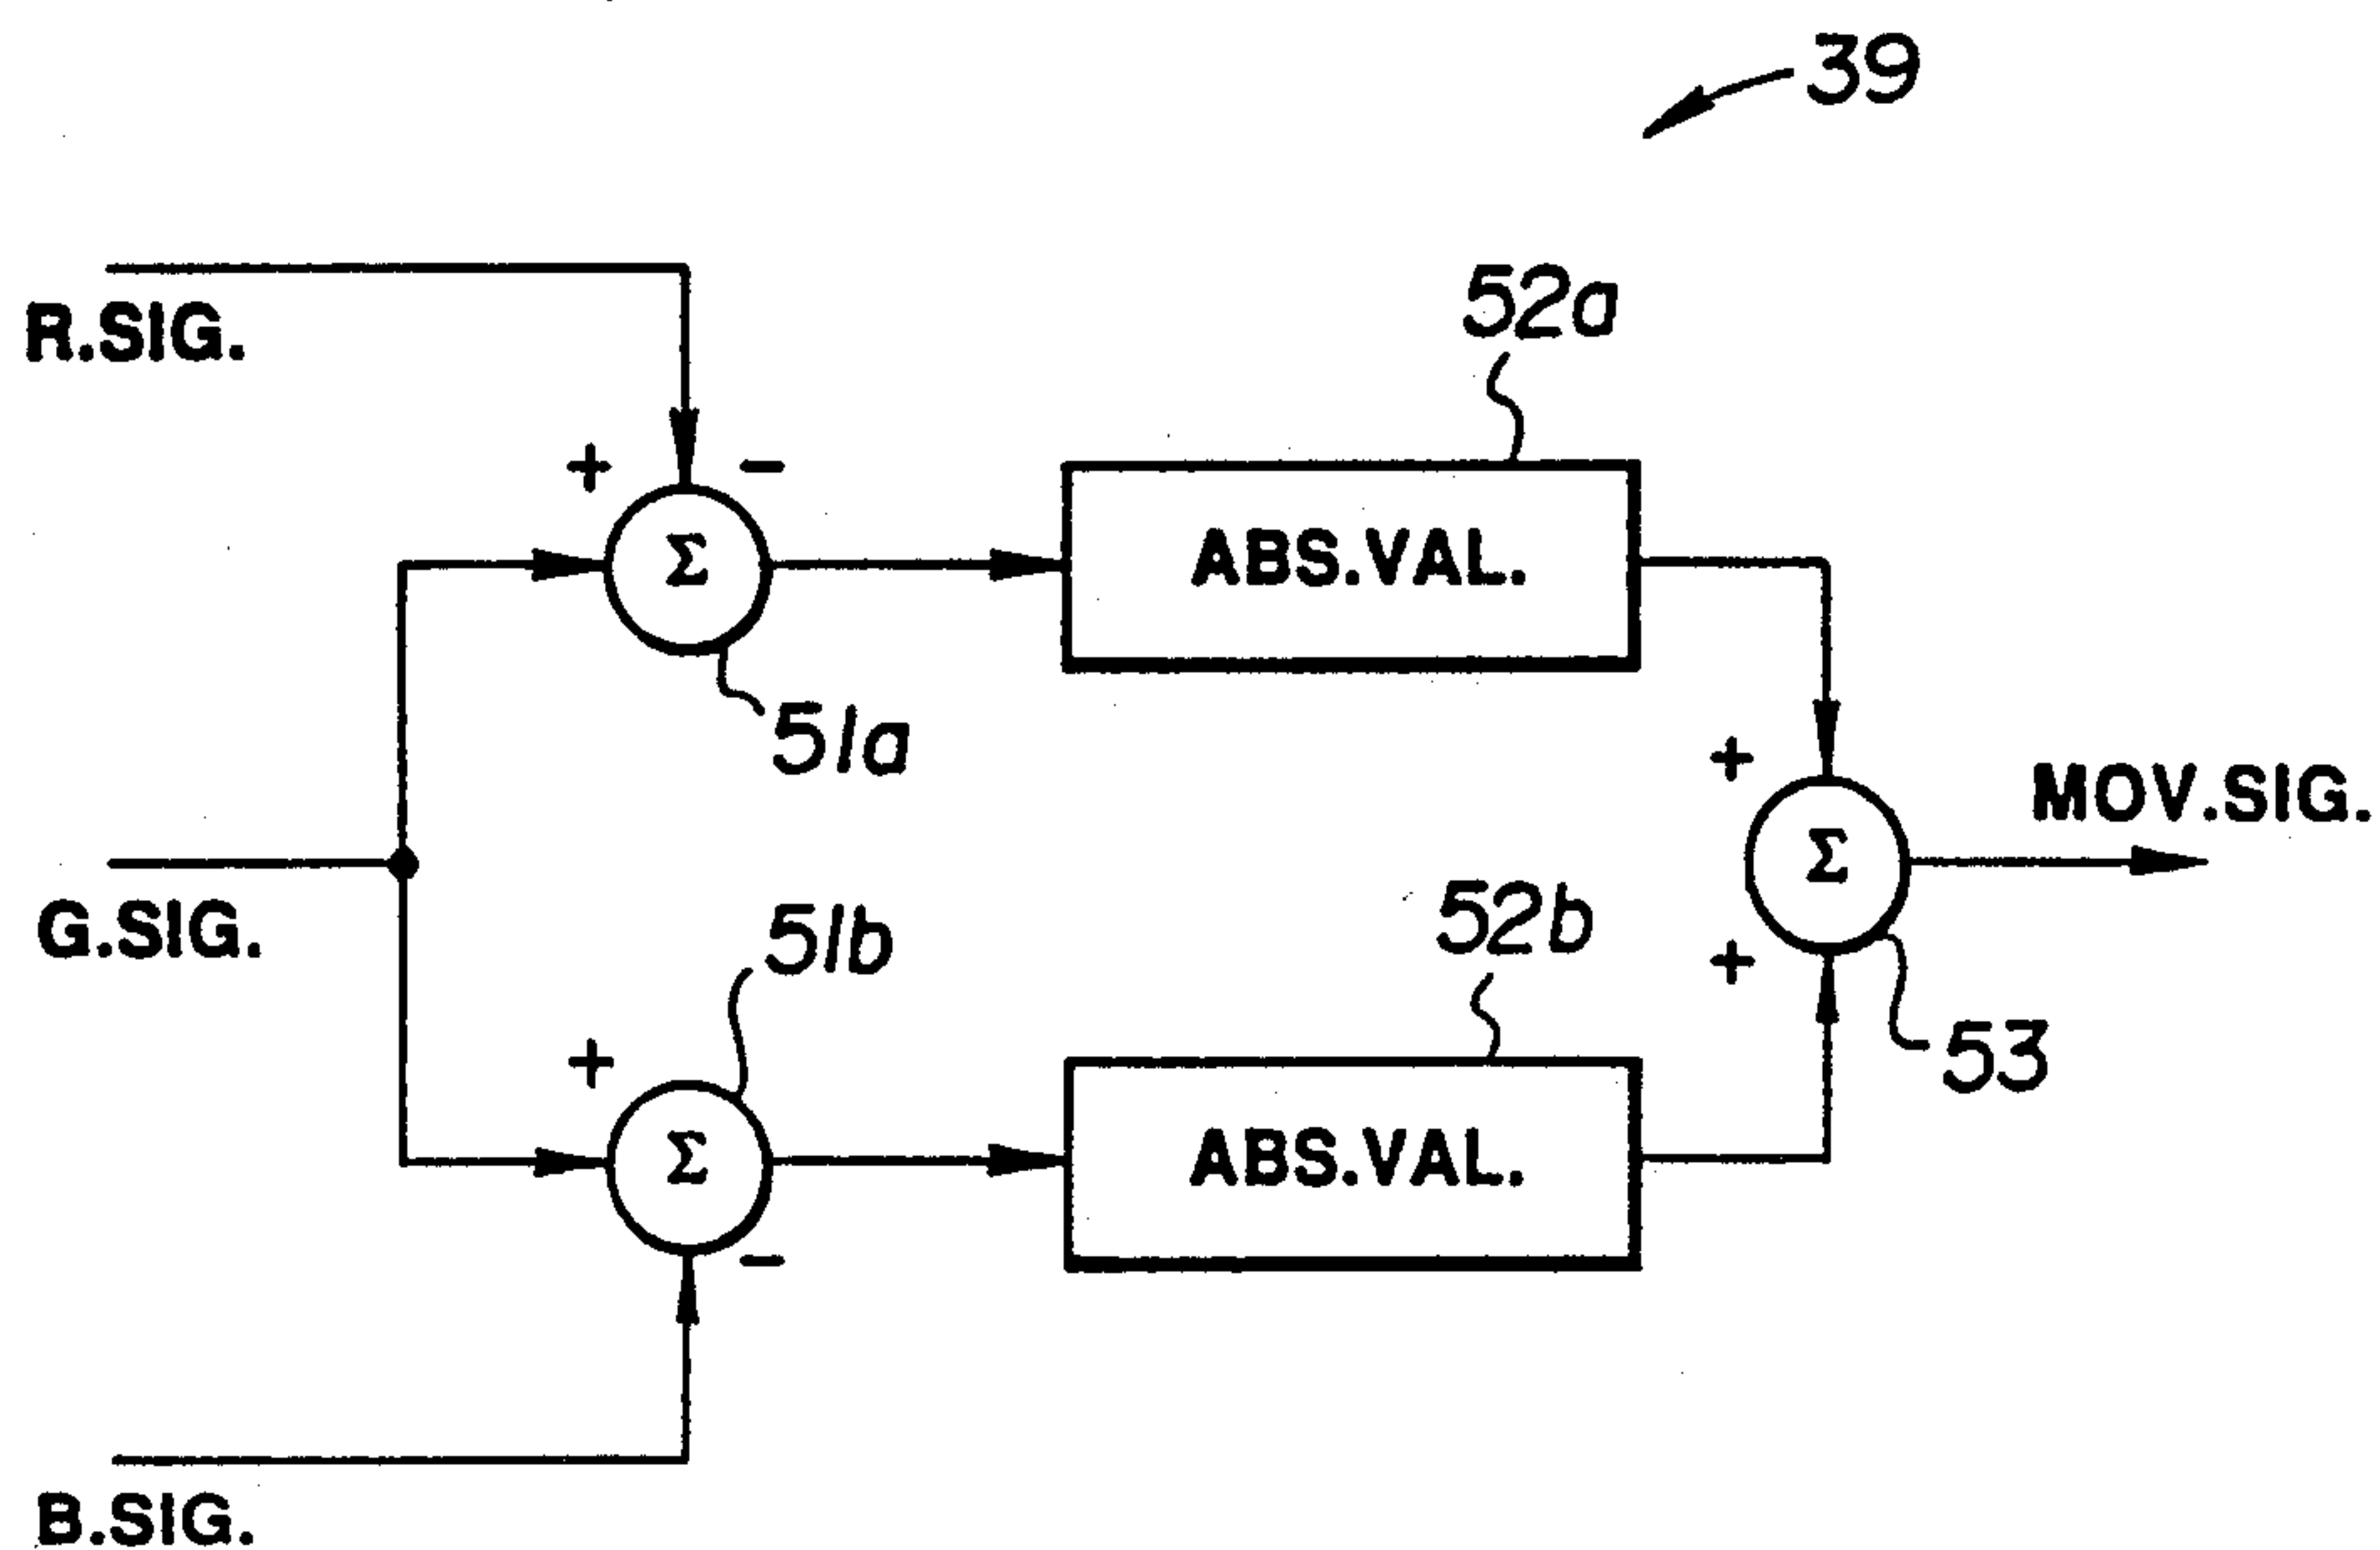 39
R.SIG.
52a
+ -
Σ
ABS.VAL.
51a
+
MOV.SIG.
Σ
G.SIG.
51b
52b
+
53
+
Σ
ABS.VAL.
-
B.SIG.